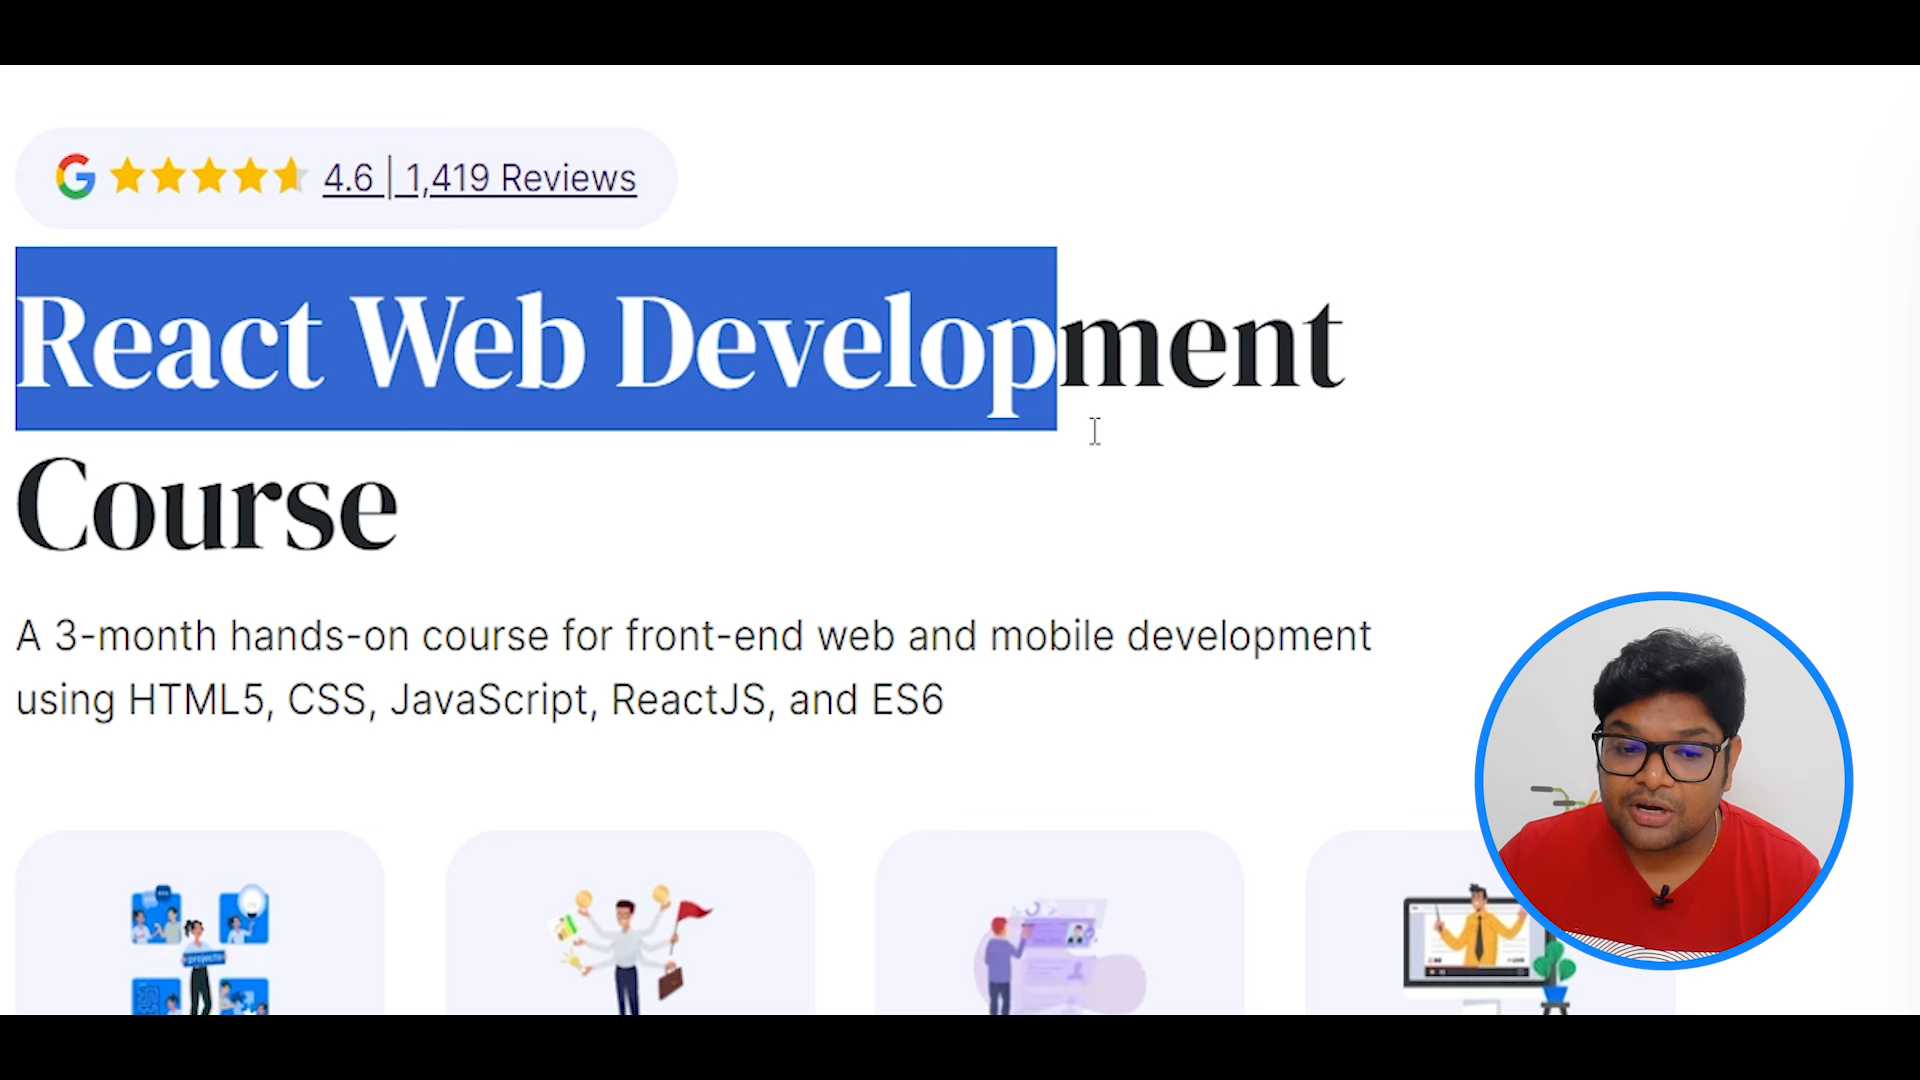 4.6 | 1,419 Reviews
React Web Development
Course
A 3-month hands-on course for front-end web and mobile development
using HTML5, CSS, JavaScript, ReactJS, and ES6
projects